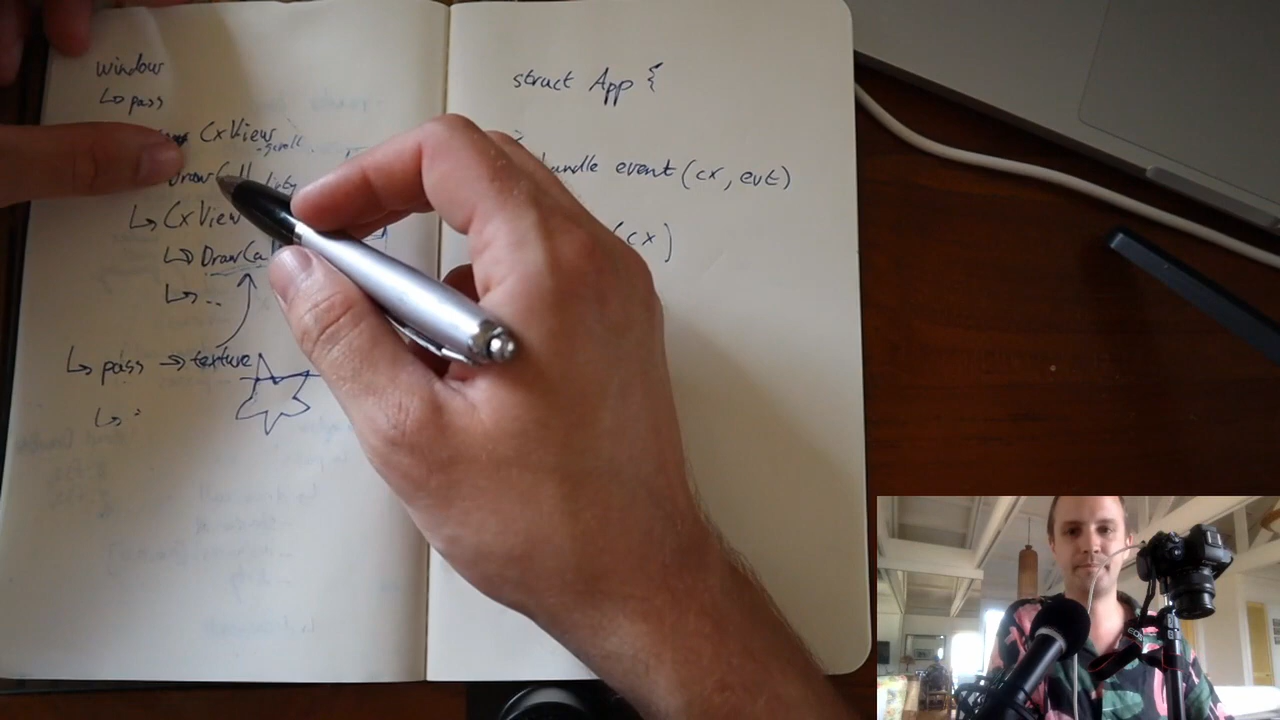 window
↳ pass
CxView
-scroll
DrawCall
↳ CxView
↳ DrawCa
↳ ..
↳ pass → texture
↳ :
struct App {
handle event(cx, evt)
(cx)